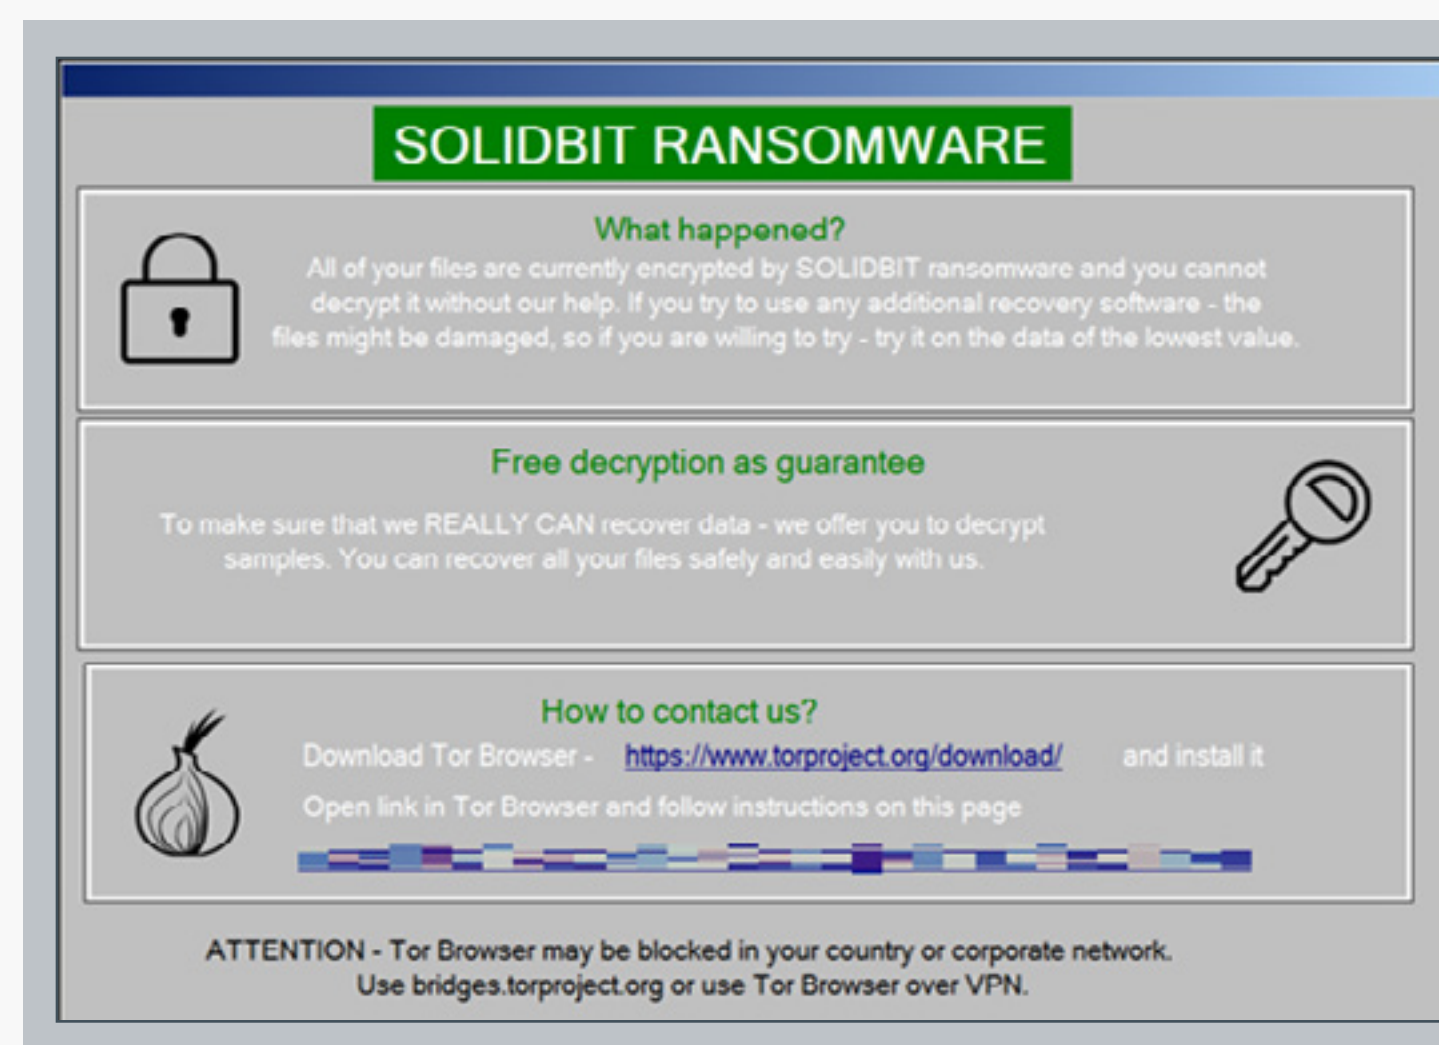 SOLIDBIT RANSOMWARE
What happened?
All of your files are currently encrypted by SOLIDBIT ransomware and you cannot
decrypt it without our help. If you try to use any additional recovery software - the
files might be damaged, so if you are willing to try - try it on the data of the lowest value.
Free decryption as guarantee
To make sure that we REALLY CAN recover data - we offer you to decrypt
samples. You can recover all your files safely and easily with us.
How to contact us?
Download Tor Browser - https://www.torproject.org/download/ and install it
Open link in Tor Browser and follow instructions on this page
ATTENTION - Tor Browser may be blocked in your country or corporate network.
Use bridges.torproject.org or use Tor Browser over VPN.